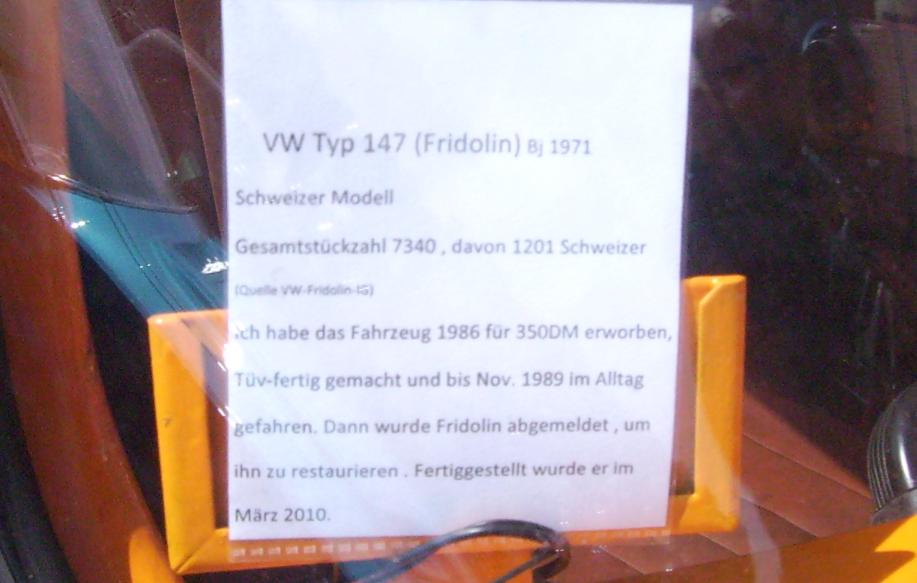 VW Typ 147 (Fridolin) Bj 1971
Schweizer Modell
Gesamtstückzahl 7340 , davon 1201 Schweizer
(Quelle VW-Fridolin-IG)
Ich habe das Fahrzeug 1986 für 350DM erworben,
Tüv-fertig gemacht und bis Nov. 1989 im Alltag
gefahren. Dann wurde Fridolin abgemeldet , um
ihn zu restaurieren . Fertiggestellt wurde er im
März 2010.